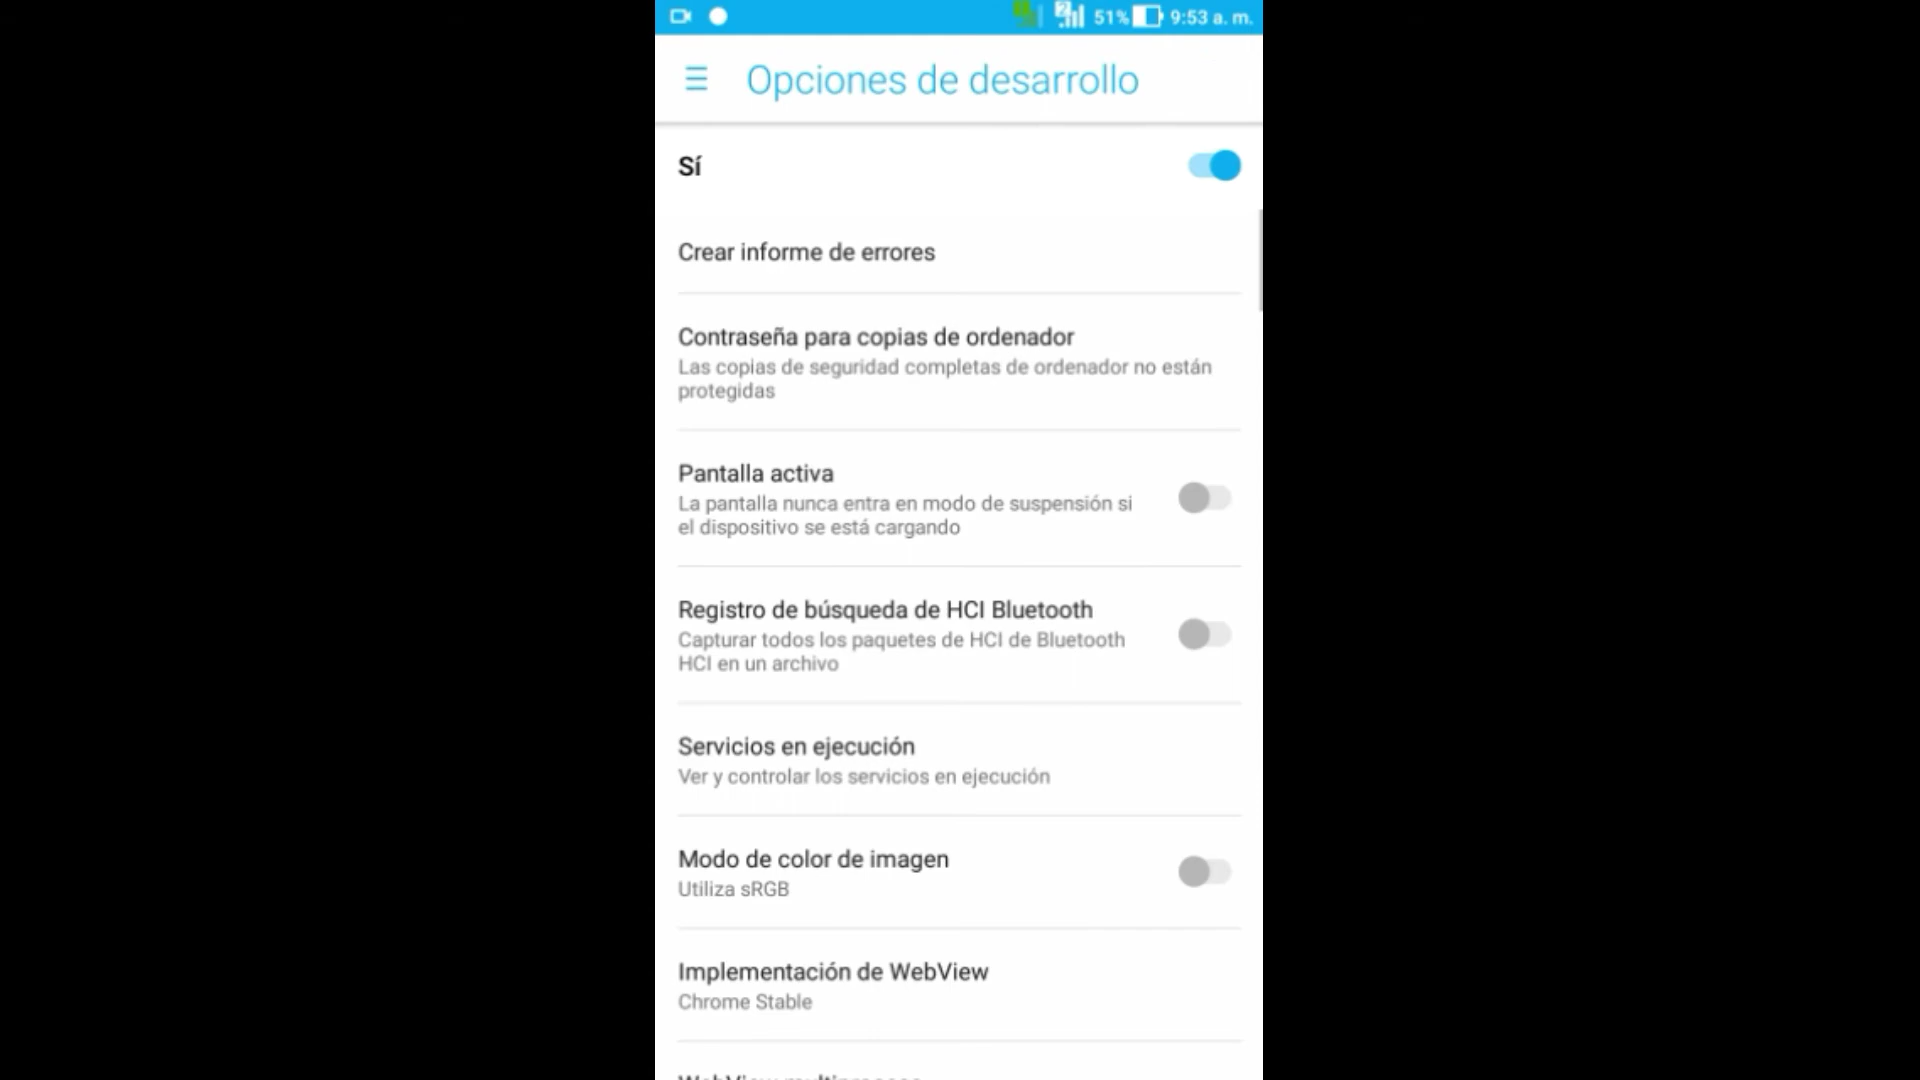 51% 9:53 a. m.
Opciones de desarrollo
Sí
Crear informe de errores
Contraseña para copias de ordenador
Las copias de seguridad completas de ordenador no están
protegidas
Pantalla activa
La pantalla nunca entra en modo de suspensión si
el dispositivo se está cargando
Registro de búsqueda de HCI Bluetooth
Capturar todos los paquetes de HCI de Bluetooth
HCI en un archivo
Servicios en ejecución
Ver y controlar los servicios en ejecución
Modo de color de imagen
Utiliza sRGB
Implementación de WebView
Chrome Stable